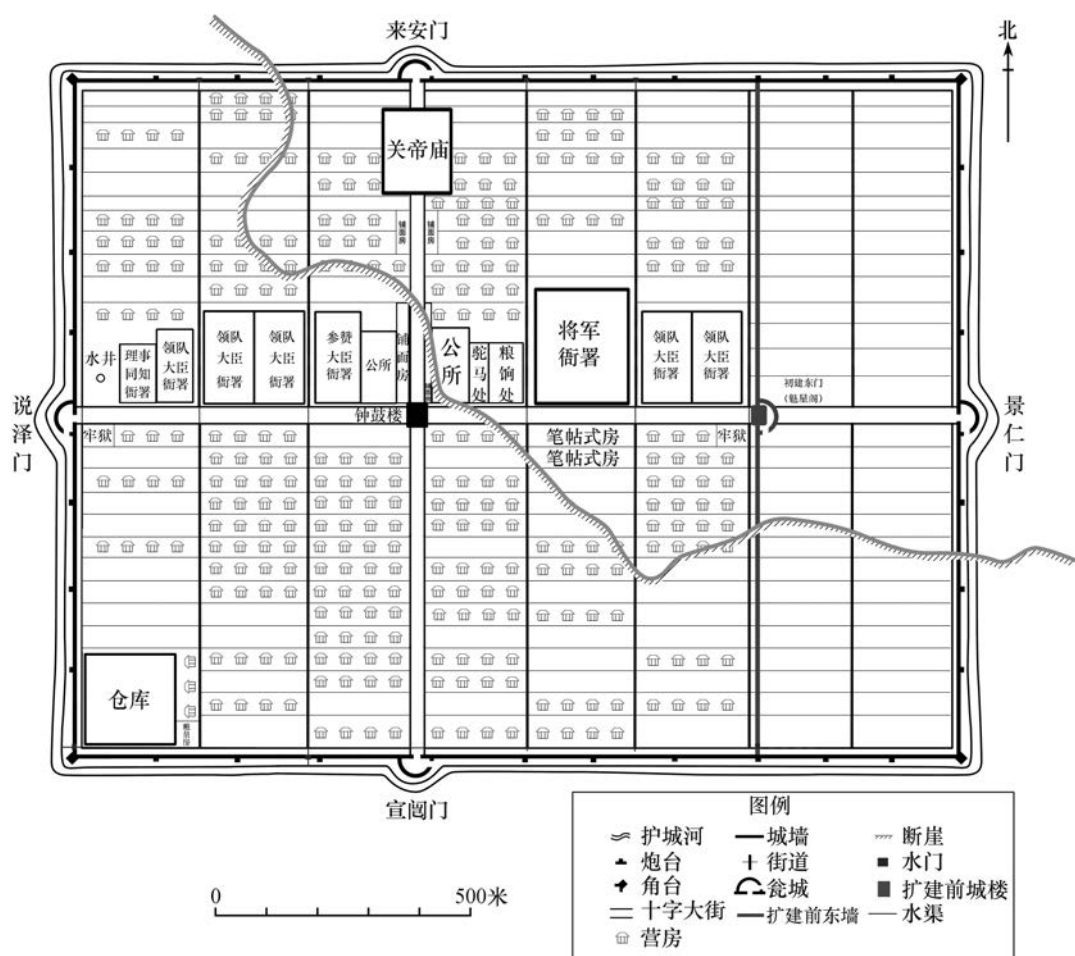 来安门
北
关帝庙
铺面房
铺面房
将军
衙署
水井
理事
同知
衙署
领队
大臣
衙署
领队
大臣
衙署
领队
大臣
衙署
参赞
大臣
衙署
公所
铺面房
公所
驼马处
粮饷处
领队
大臣
衙署
领队
大臣
衙署
初建东门
(魁星阁)
说泽门
钟鼓楼
景仁门
牢狱
笔帖式房
笔帖式房
牢狱
仓库
宣闿门
图例
护城河
城墙
断崖
炮台
街道
水门
角台
瓮城
扩建前城楼
十字大街
扩建前东墙
水渠
营房
0
500米